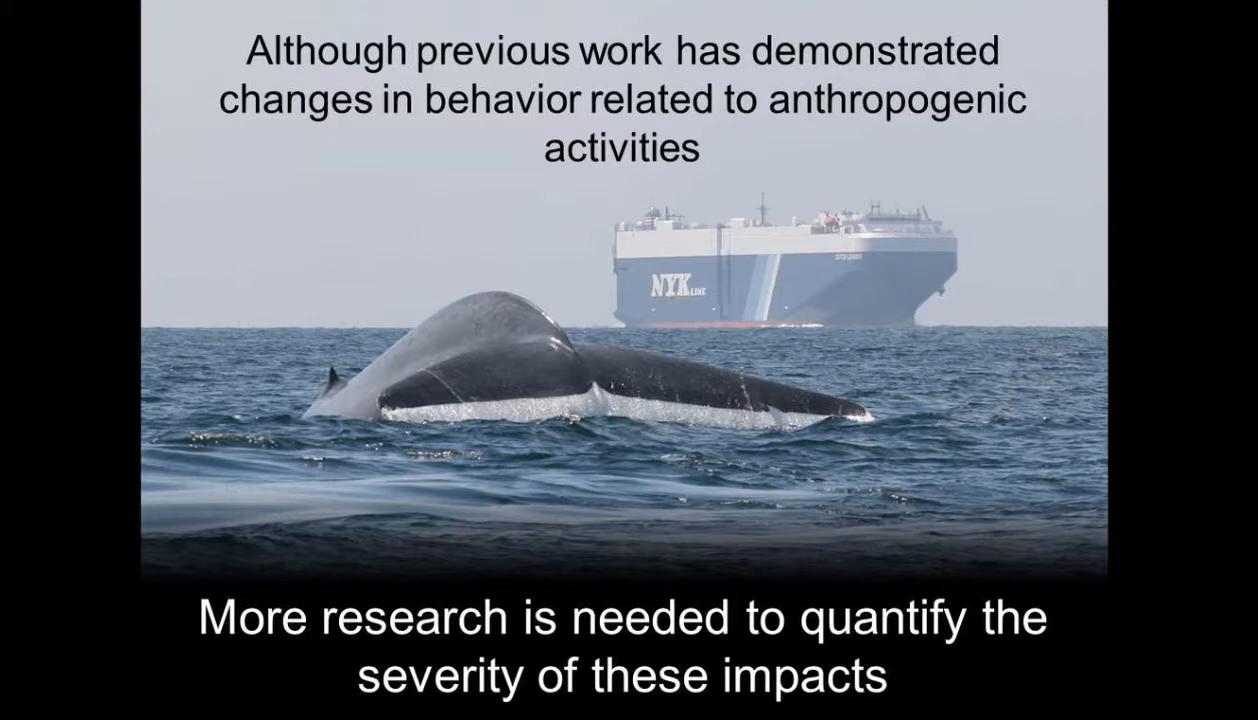 Although previous work has demonstrated
changes in behavior related to anthropogenic
activities
NYK LINE
More research is needed to quantify the
severity of these impacts